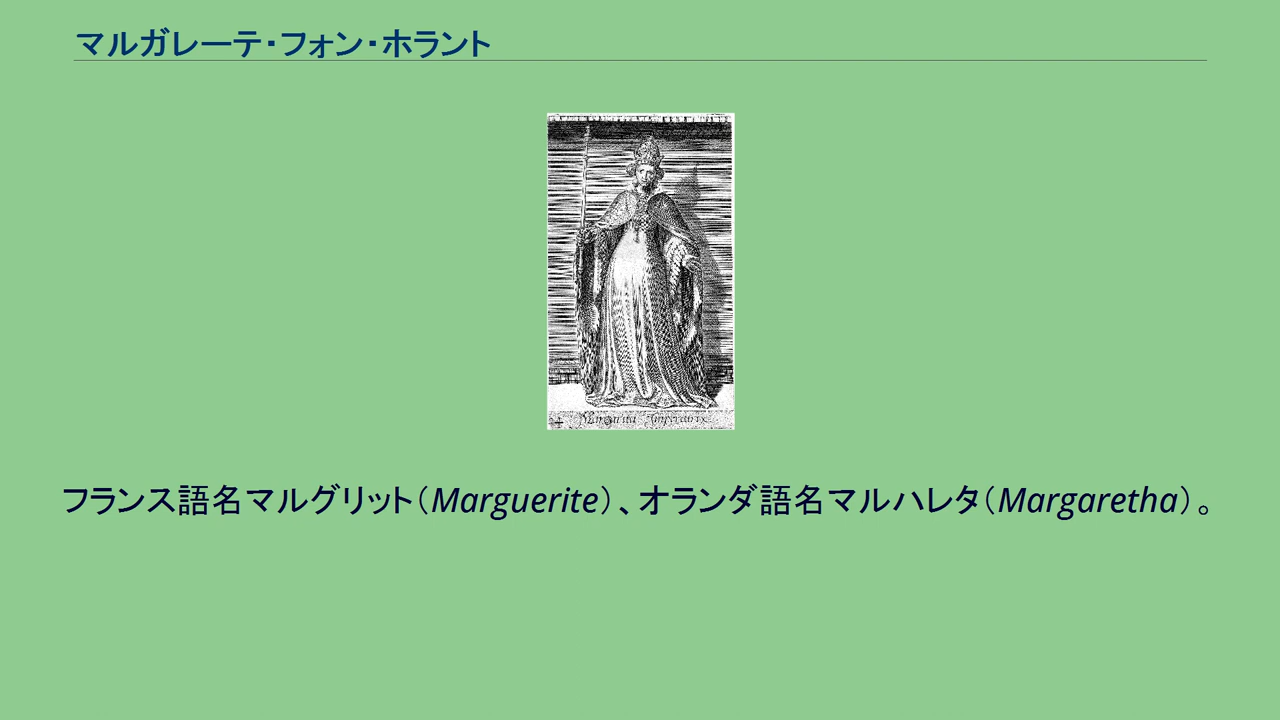 マルガレーテ・フォン・ホラント
Margarita Imperatrix
フランス語名マルグリット（Marguerite）、オランダ語名マルハレタ（Margaretha）。